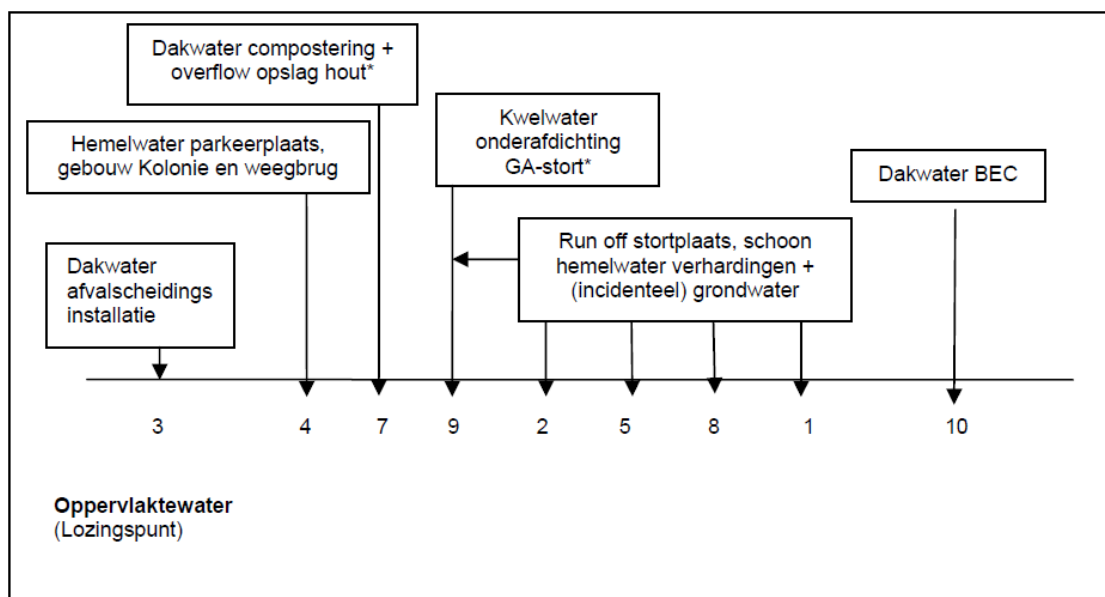 Dakwater compostering +
overflow opslag hout*
Hemelwater parkeerplaats,
gebouw Kolonie en weegbrug
Kwelwater
onderafdichting
GA-stort*
Dakwater BEC
Dakwater
afvalscheidings
installatie
Run off stortplaats, schoon
hemelwater verhardingen +
(incidenteel) grondwater
3 4 7 9 2 5 8 1 10
Oppervlaktewater
(Lozingspunt)